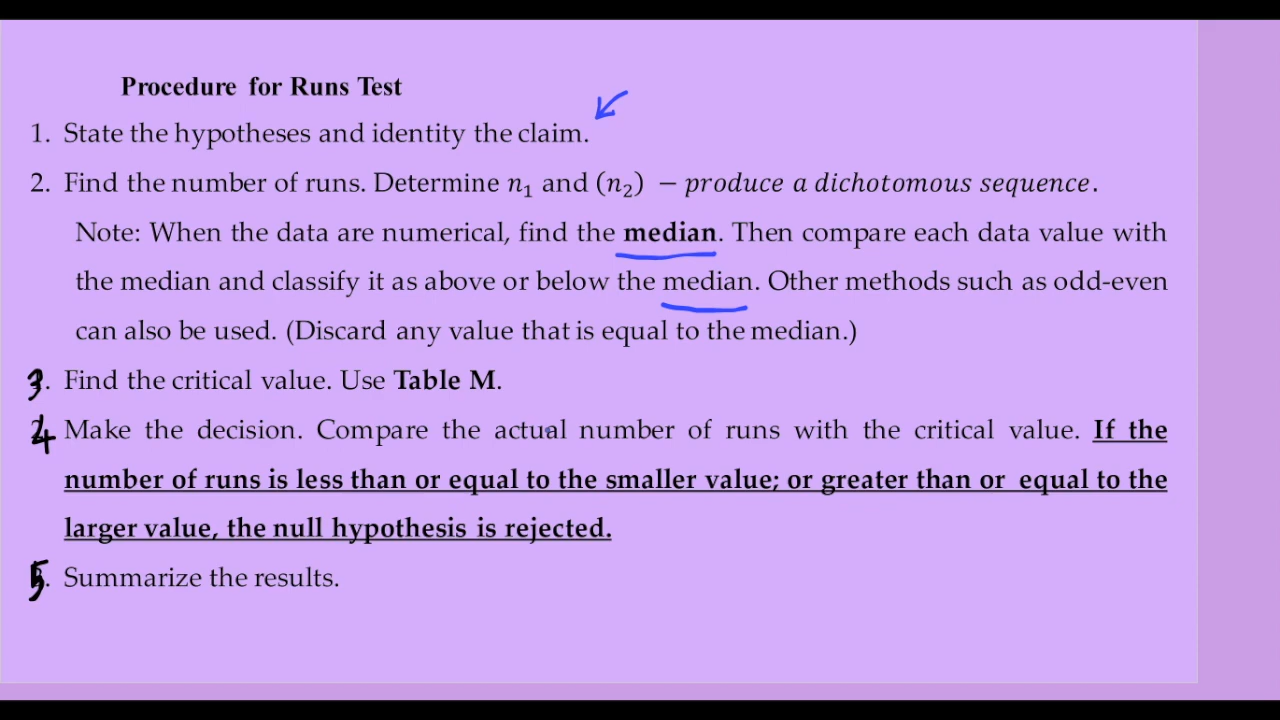 Procedure for Runs Test
1. State the hypotheses and identity the claim.
2. Find the number of runs. Determine n₁ and (n₂) − produce a dichotomous sequence.
Note: When the data are numerical, find the median. Then compare each data value with
the median and classify it as above or below the median. Other methods such as odd-even
can also be used. (Discard any value that is equal to the median.)
3. Find the critical value. Use Table M.
4. Make the decision. Compare the actual number of runs with the critical value. If the
number of runs is less than or equal to the smaller value; or greater than or equal to the
larger value, the null hypothesis is rejected.
5. Summarize the results.